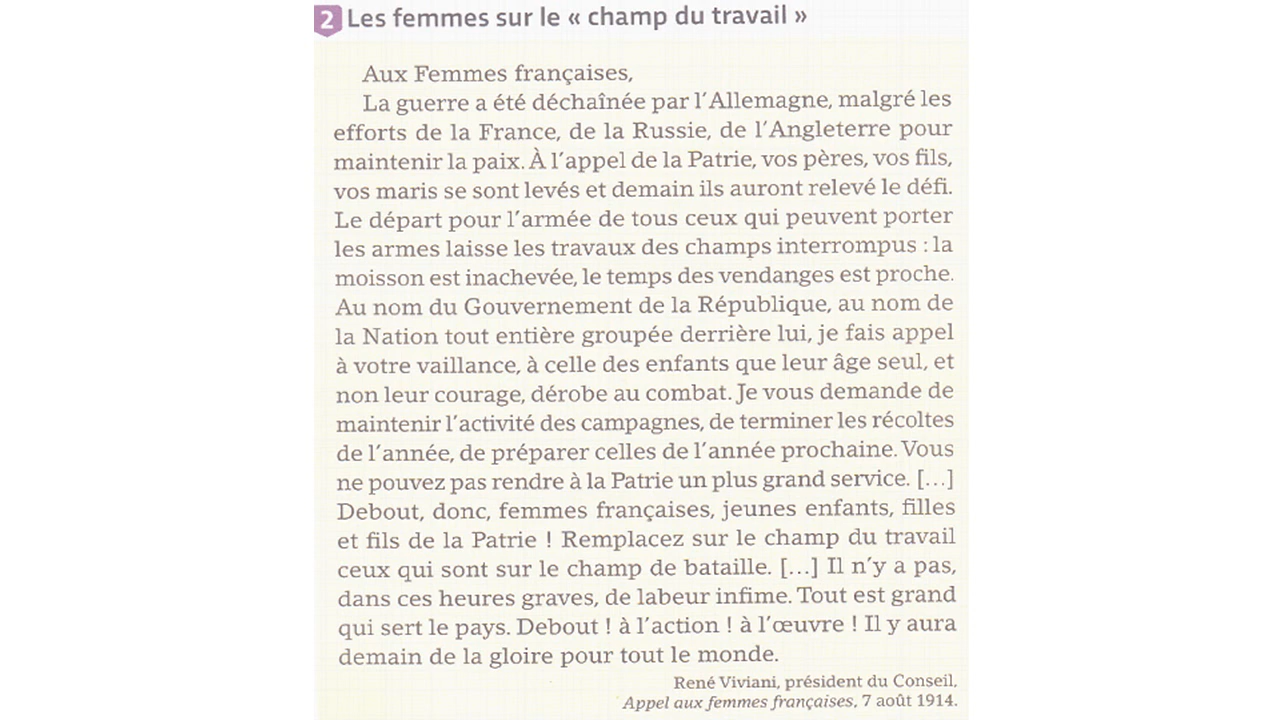 2 Les femmes sur le « champ du travail »
Aux Femmes françaises,
La guerre a été déchaînée par l'Allemagne, malgré les
efforts de la France, de la Russie, de l'Angleterre pour
maintenir la paix. À l'appel de la Patrie, vos pères, vos fils,
vos maris se sont levés et demain ils auront relevé le défi.
Le départ pour l'armée de tous ceux qui peuvent porter
les armes laisse les travaux des champs interrompus : la
moisson est inachevée, le temps des vendanges est proche.
Au nom du Gouvernement de la République, au nom de
la Nation tout entière groupée derrière lui, je fais appel
à votre vaillance, à celle des enfants que leur âge seul, et
non leur courage, dérobe au combat. Je vous demande de
maintenir l'activité des campagnes, de terminer les récoltes
de l'année, de préparer celles de l'année prochaine. Vous
ne pouvez pas rendre à la Patrie un plus grand service. […]
Debout, donc, femmes françaises, jeunes enfants, filles
et fils de la Patrie ! Remplacez sur le champ du travail
ceux qui sont sur le champ de bataille. […] Il n'y a pas,
dans ces heures graves, de labeur infime. Tout est grand
qui sert le pays. Debout ! à l'action ! à l'œuvre ! Il y aura
demain de la gloire pour tout le monde.
René Viviani, président du Conseil,
Appel aux femmes françaises, 7 août 1914.